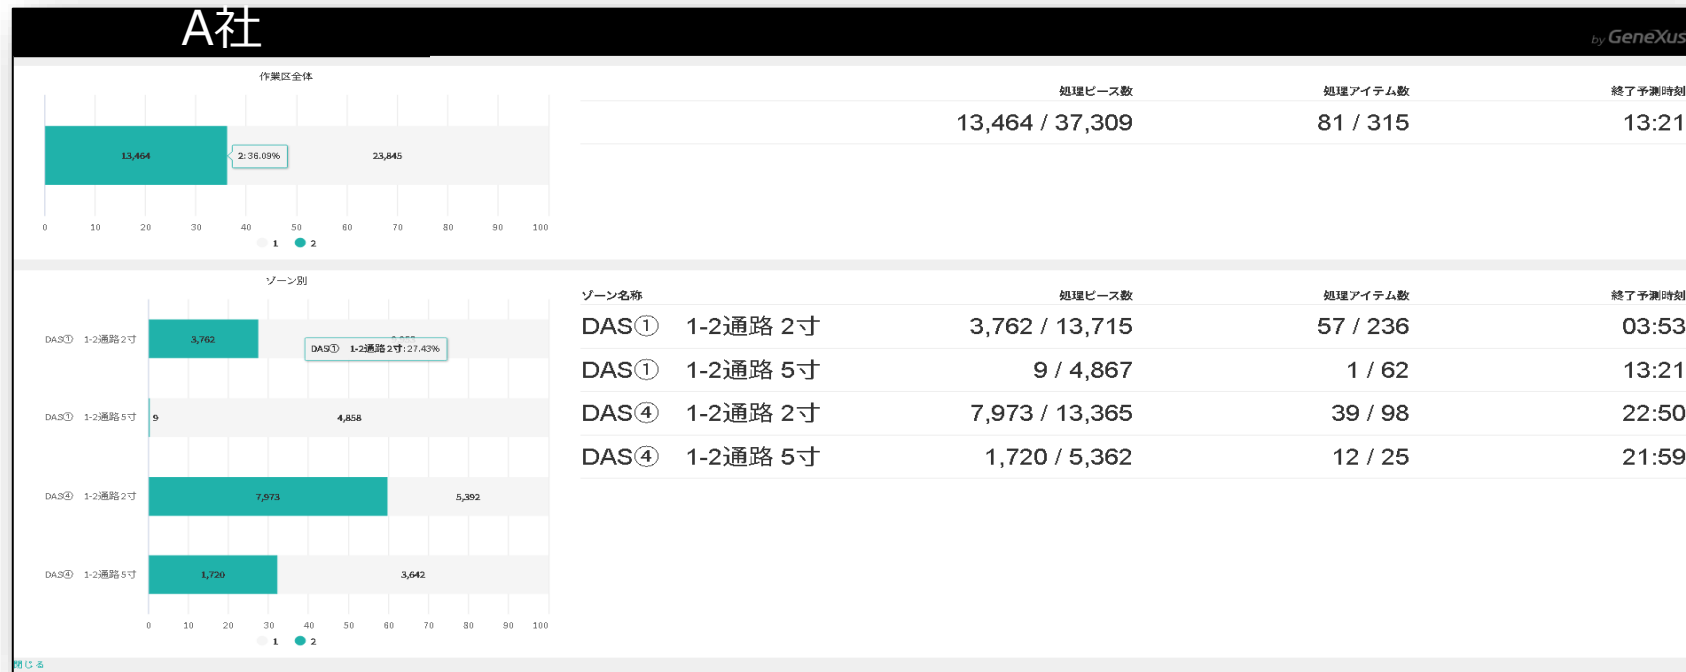 A社
by GeneXus
作業区全体
13,464
2: 36.09%
23,845
0 10 20 30 40 50 60 70 80 90 100
1 2
処理ピース数 処理アイテム数 終了予測時刻
13,464 / 37,309 81 / 315 13:21
ゾーン別
DAS① 1-2通路 2寸 3,762
DAS① 1-2通路 2寸: 27.43%
DAS① 1-2通路 5寸 9 4,858
DAS④ 1-2通路 2寸 7,973 5,392
DAS④ 1-2通路 5寸 1,720 3,642
0 10 20 30 40 50 60 70 80 90 100
1 2
ゾーン名称 処理ピース数 処理アイテム数 終了予測時刻
DAS① 1-2通路 2寸 3,762 / 13,715 57 / 236 03:53
DAS① 1-2通路 5寸 9 / 4,867 1 / 62 13:21
DAS④ 1-2通路 2寸 7,973 / 13,365 39 / 98 22:50
DAS④ 1-2通路 5寸 1,720 / 5,362 12 / 25 21:59
閉じる